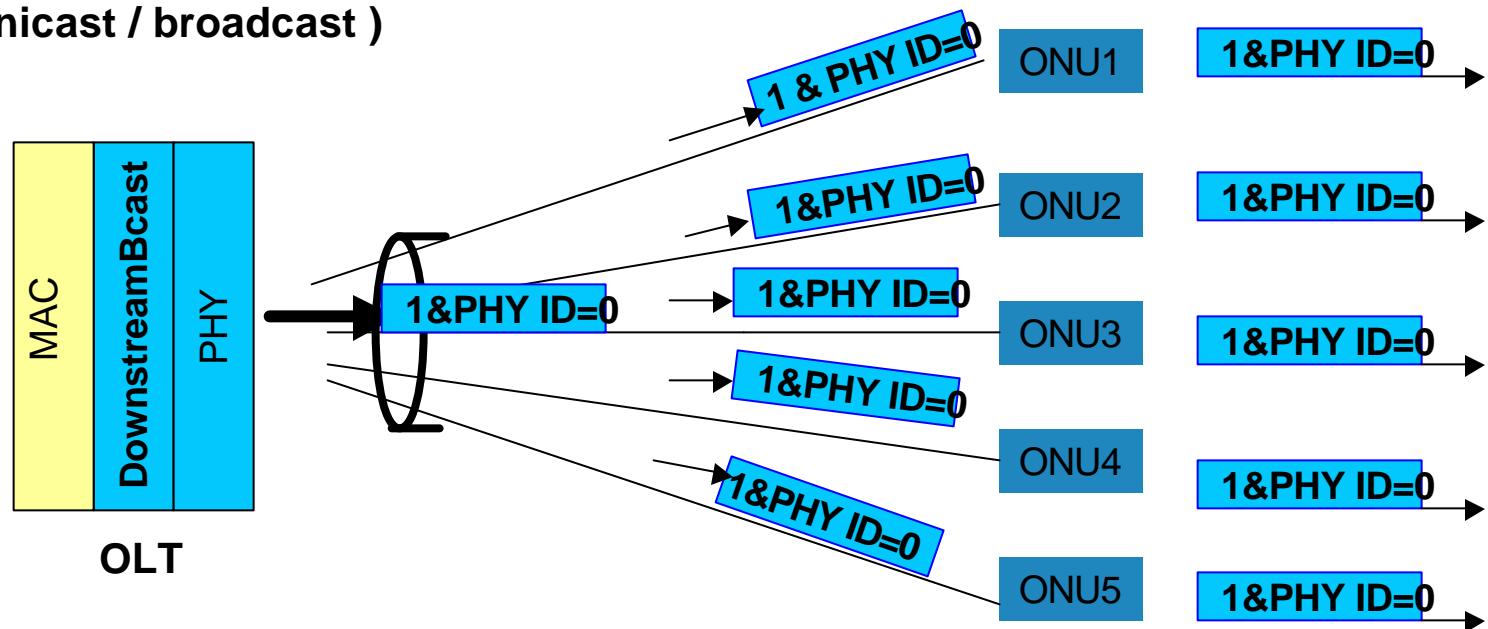 nicast / broadcast )
1 & PHY ID=0
ONU1
1&PHY ID=0
1&PHY ID=0
ONU2
1&PHY ID=0
MAC
DownstreamBcast
PHY
1&PHY ID=0
1&PHY ID=0
ONU3
1&PHY ID=0
1&PHY ID=0
ONU4
1&PHY ID=0
1&PHY ID=0
OLT
ONU5
1&PHY ID=0